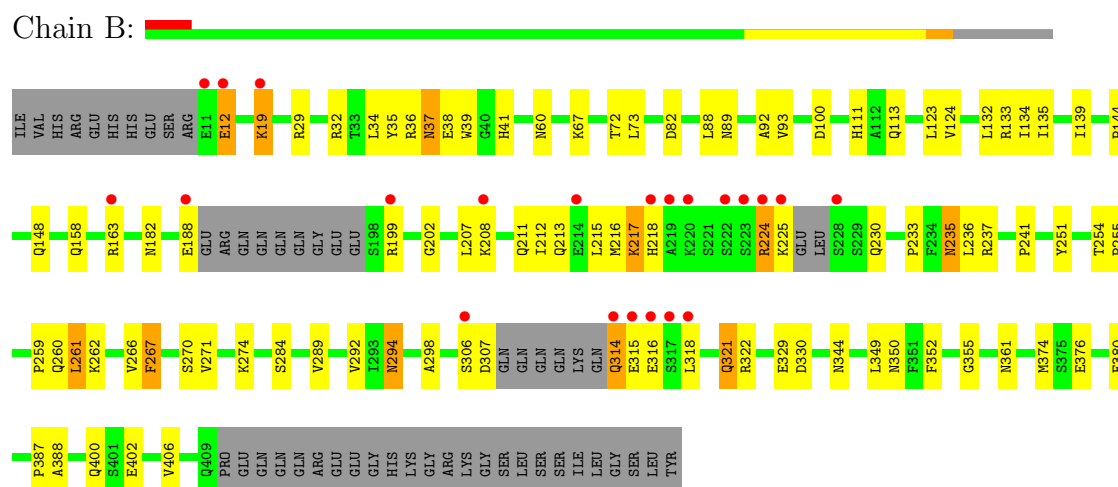 Chain B:
ILE VAL HIS ARG GLU HIS HIS GLU SER ARG E11 E12 K19 R29 R32 T33 L34 Y35 R36 N37 E38 W39 G40 H41 N60 K67 T72 L73 D82 L88 N89 A92 V93 D100 H111 A112 Q113 L123 V124 L132 R133 I134 I135 I139
Q148 Q158 R163 N182 E188 GLU ARG GLN GLN GLN GLY GLU GLU S198 R199 G202 L207 K208 Q211 I212 Q213 E214 L215 M216 K217 H218 A219 K220 S221 S222 S223 R224 K225 GLU LEU S228 S229 Q230 P233 F234 N235 L236 R237 P241 Y251 T254
P259 Q260 L261 K262 V266 F267 S270 V271 K274 S284 V289 V292 I293 N294 A298 S306 D307 GLN GLN GLN GLN LYS GLN Q314 E315 E316 S317 L318 Q321 R322 E329 D330 N344 L349 N350 F351 F352 G355 N361 M374 S375 E376
P387 A388 Q400 S401 E402 V406 Q409 PRO GLU GLN GLN ARG GLU GLU GLY HIS LYS GLY ARG LYS GLY SER LEU SER SER ILE LEU GLY SER LEU TYR